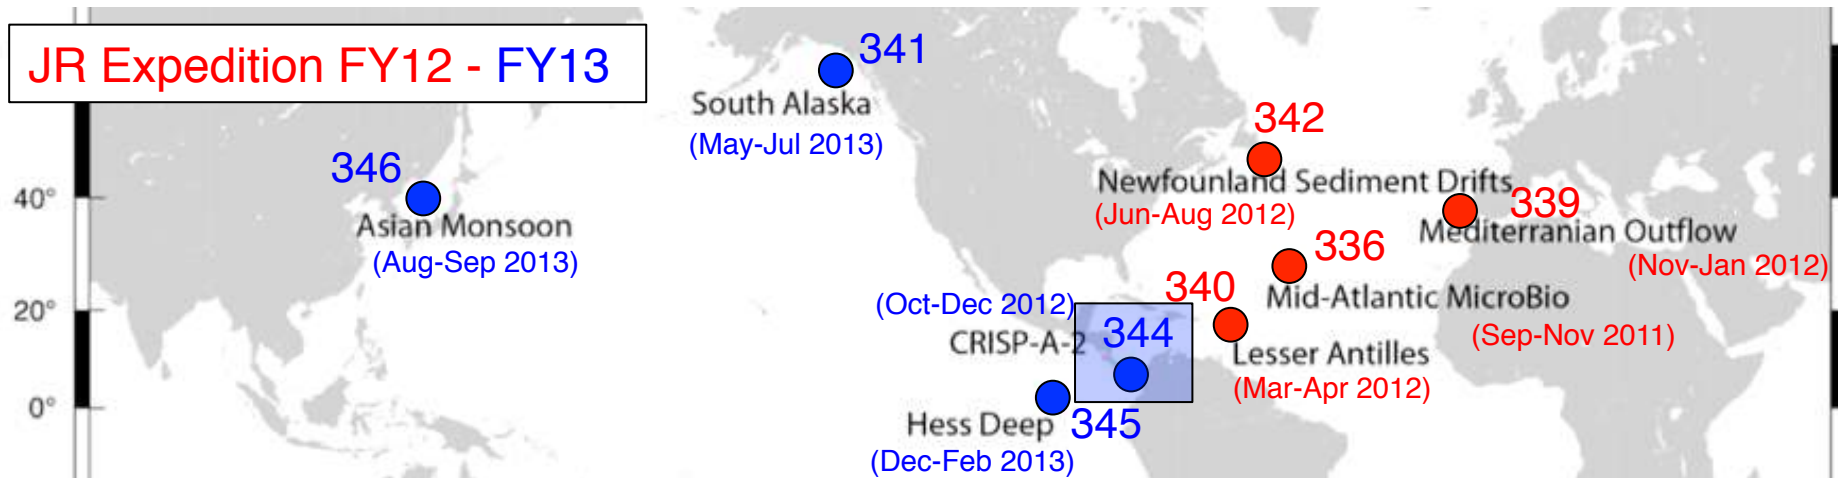 JR Expedition FY12 - FY13
341
South Alaska
(May-Jul 2013)
346
Asian Monsoon
(Aug-Sep 2013)
342
Newfounland Sediment Drifts
(Jun-Aug 2012)
339
Mediterranian Outflow
(Nov-Jan 2012)
336
Mid-Atlantic MicroBio
(Sep-Nov 2011)
340
Lesser Antilles
(Mar-Apr 2012)
(Oct-Dec 2012)
CRISP-A-2
344
345
Hess Deep
(Dec-Feb 2013)
40°
20°
0°